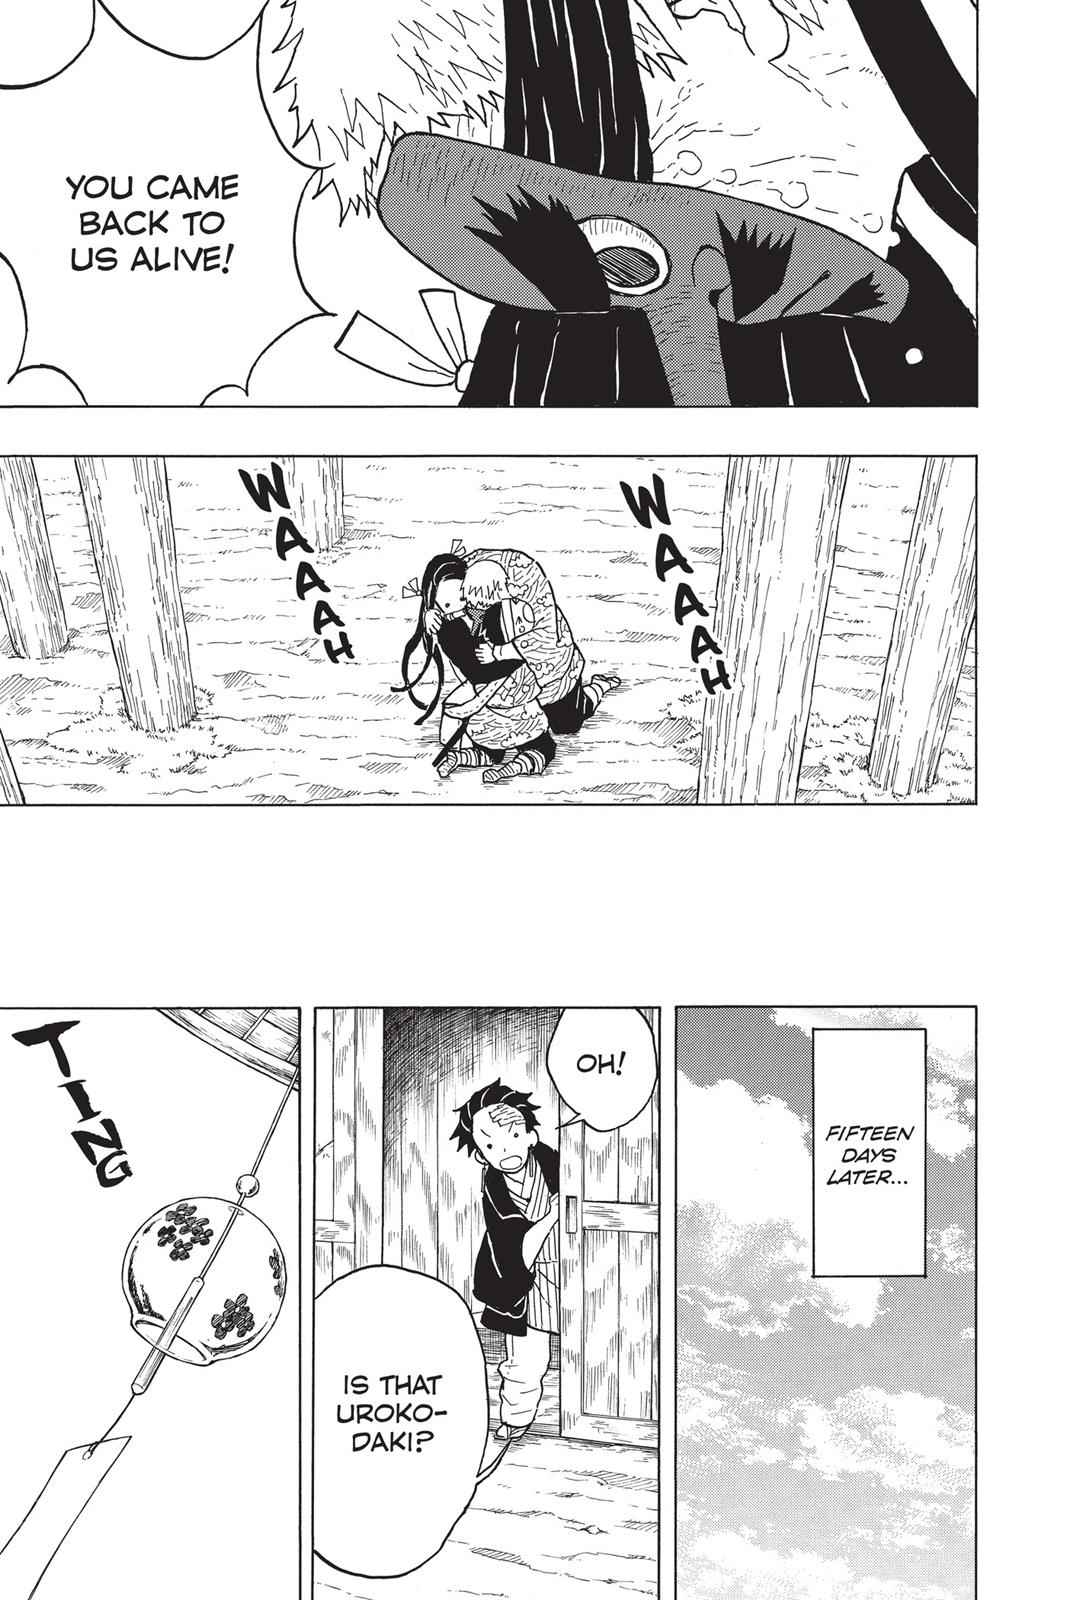 YOU CAME
BACK TO
US ALIVE!
WAAAH
WAAAH
FIFTEEN
DAYS
LATER...
OH!
IS THAT
UROKO-
DAKI?
TING